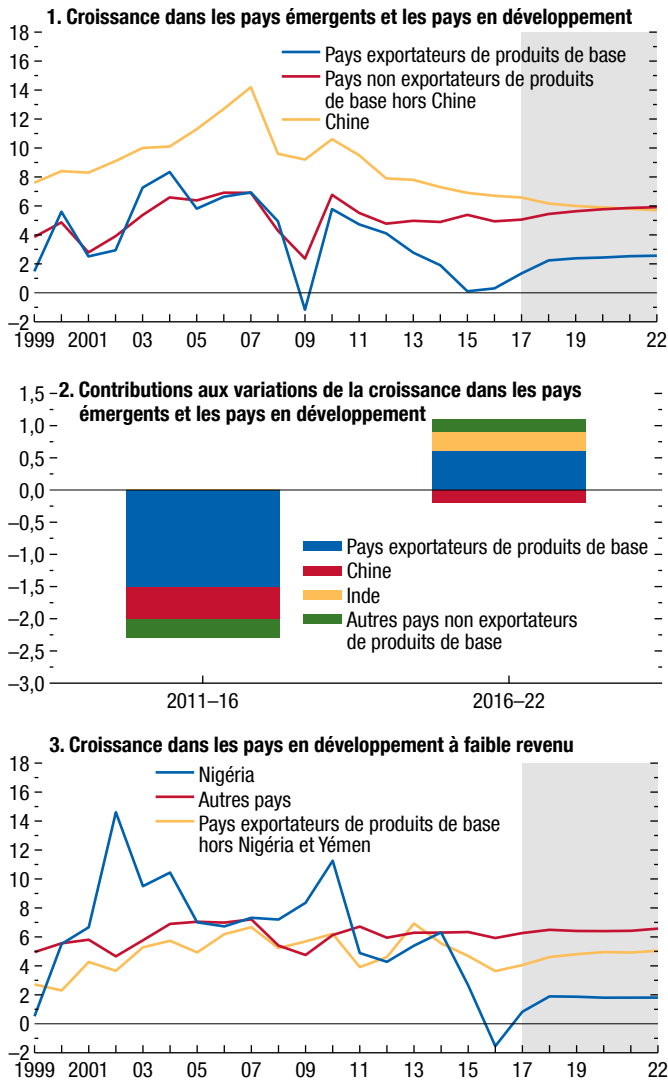 1. Croissance dans les pays émergents et les pays en développement
18
16
14
12
10
8
6
4
2
0
–2
Pays exportateurs de produits de base
Pays non exportateurs de produits
de base hors Chine
Chine
1999 2001 03 05 07 09 11 13 15 17 19 22
2. Contributions aux variations de la croissance dans les pays
émergents et les pays en développement
1,5
1,0
0,5
0,0
–0,5
–1,0
–1,5
–2,0
–2,5
–3,0
Pays exportateurs de produits de base
Chine
Inde
Autres pays non exportateurs
de produits de base
2011–16 2016–22
3. Croissance dans les pays en développement à faible revenu
18
16
14
12
10
8
6
4
2
0
–2
Nigéria
Autres pays
Pays exportateurs de produits de base
hors Nigéria et Yémen
1999 2001 03 05 07 09 11 13 15 17 19 22